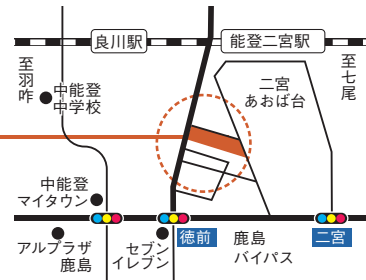 良川駅
能登二宮駅
至羽咋
至七尾
中能登
中学校
二宮
あおば台
中能登
マイタウン
アルプラザ
鹿島
セブン
イレブン
徳前
鹿島
バイパス
二宮